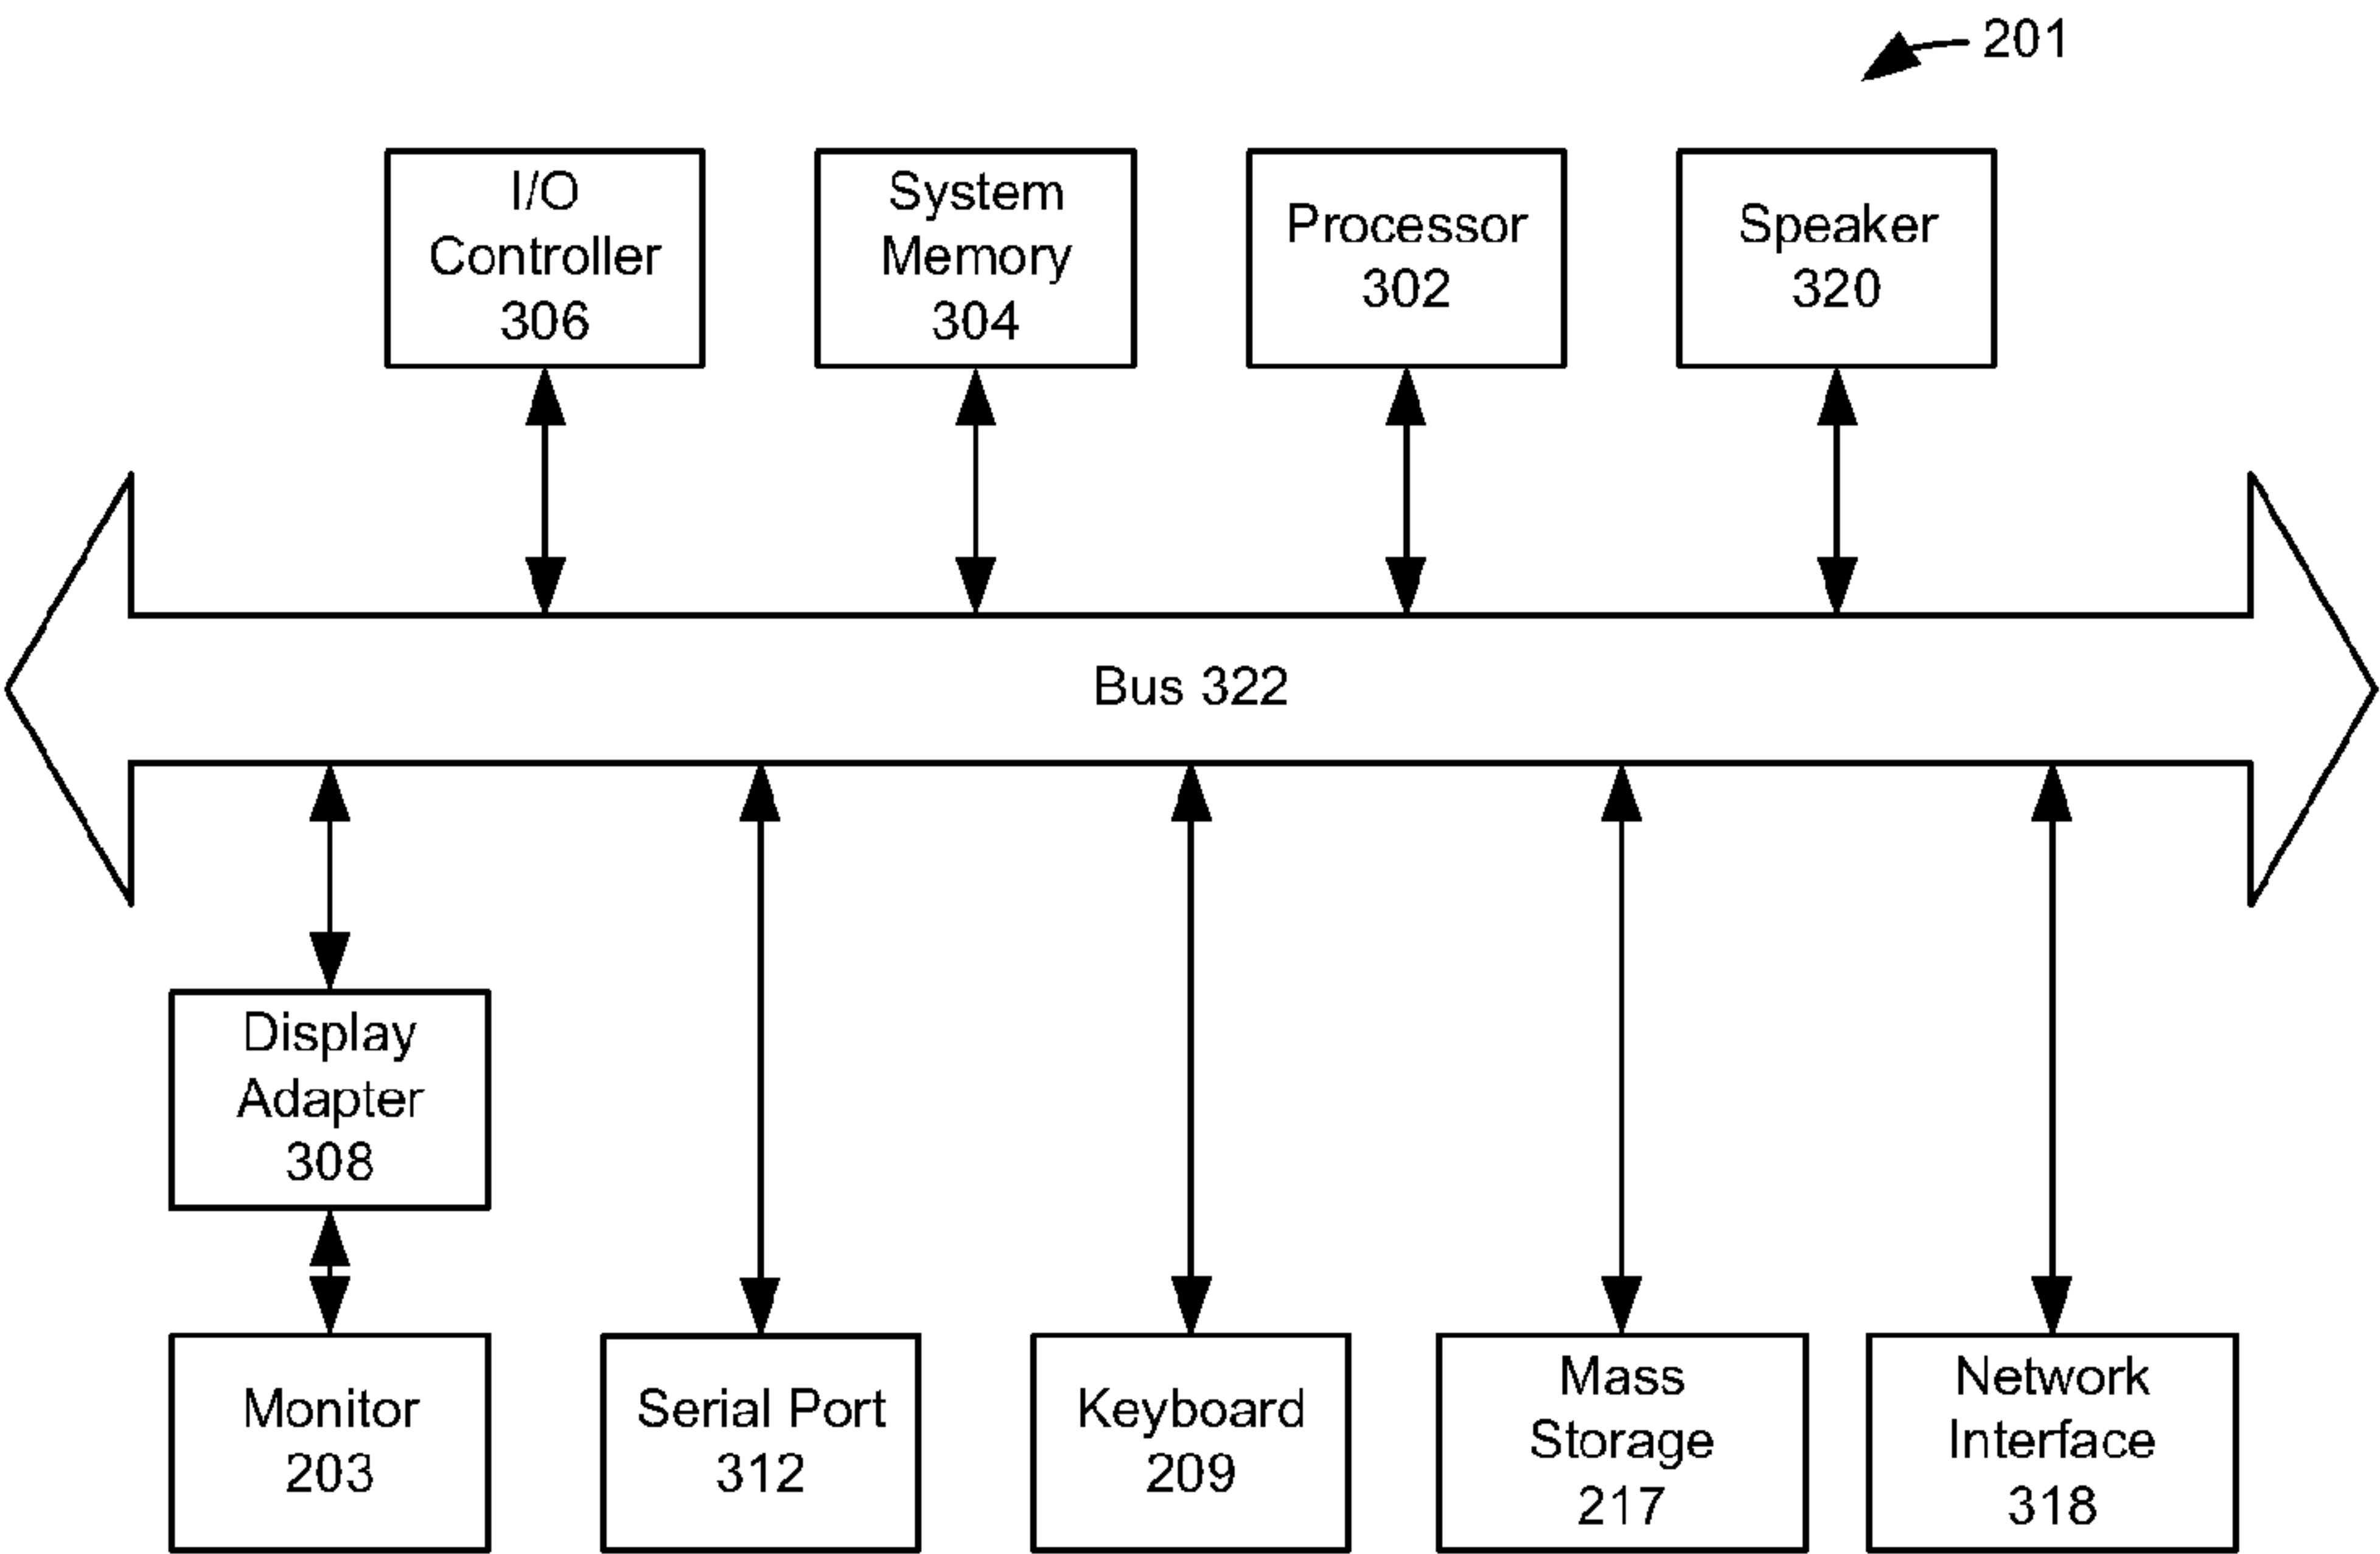 201
I/O
Controller
306
System
Memory
304
Processor
302
Speaker
320
Bus 322
Display
Adapter
308
Monitor
203
Serial Port
312
Keyboard
209
Mass
Storage
217
Network
Interface
318